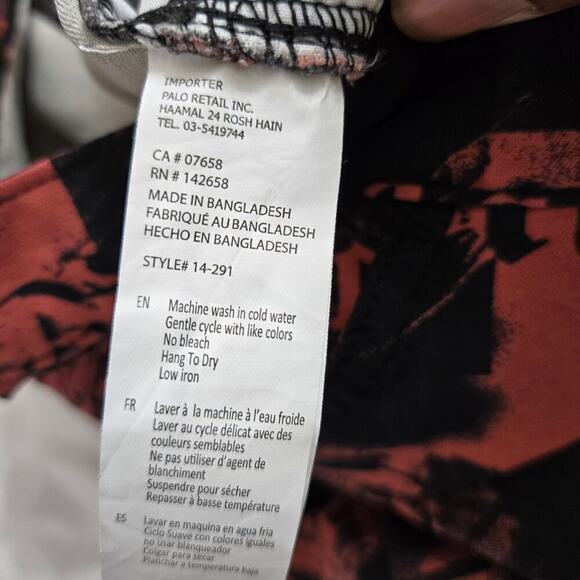 IMPORTER
PALO RETAIL INC.
HAAMAL 24 ROSH HAIN
TEL. 03-5419744
CA # 07658
RN # 142658
MADE IN BANGLADESH
FABRIQUÉ AU BANGLADESH
HECHO EN BANGLADESH
STYLE# 14-291
EN Machine wash in cold water
Gentle cycle with like colors
No bleach
Hang To Dry
Low iron
FR Laver à la machine à l'eau froide
Laver au cycle délicat avec des
couleurs semblables
Ne pas utiliser d'agent de
blanchiment
Suspendre pour sécher
Repasser à basse température
ES Lavar en maquina en agua fria
Ciclo Suave con colores iguales
no usar blanqueador
Colgar para secar
Planchar a temperatura baja